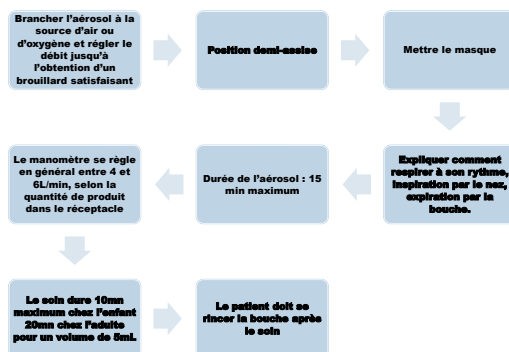 Brancher l'aérosol à la
source d'air ou
d'oxygène et régler le
débit jusqu'à
l'obtention d'un
brouillard satisfaisant
Position demi-assise
Mettre le masque
Expliquer comment
respirer à son rythme,
inspiration par le nez,
expiration par la
bouche.
Durée de l'aérosol : 15
min maximum
Le manomètre se règle
en général entre 4 et
6L/min, selon la
quantité de produit
dans le réceptacle
Le soin dure 10mn
maximum chez l'enfant
20mn chez l'adulte
pour un volume de 5mL
Le patient doit se
rincer la bouche après
le soin